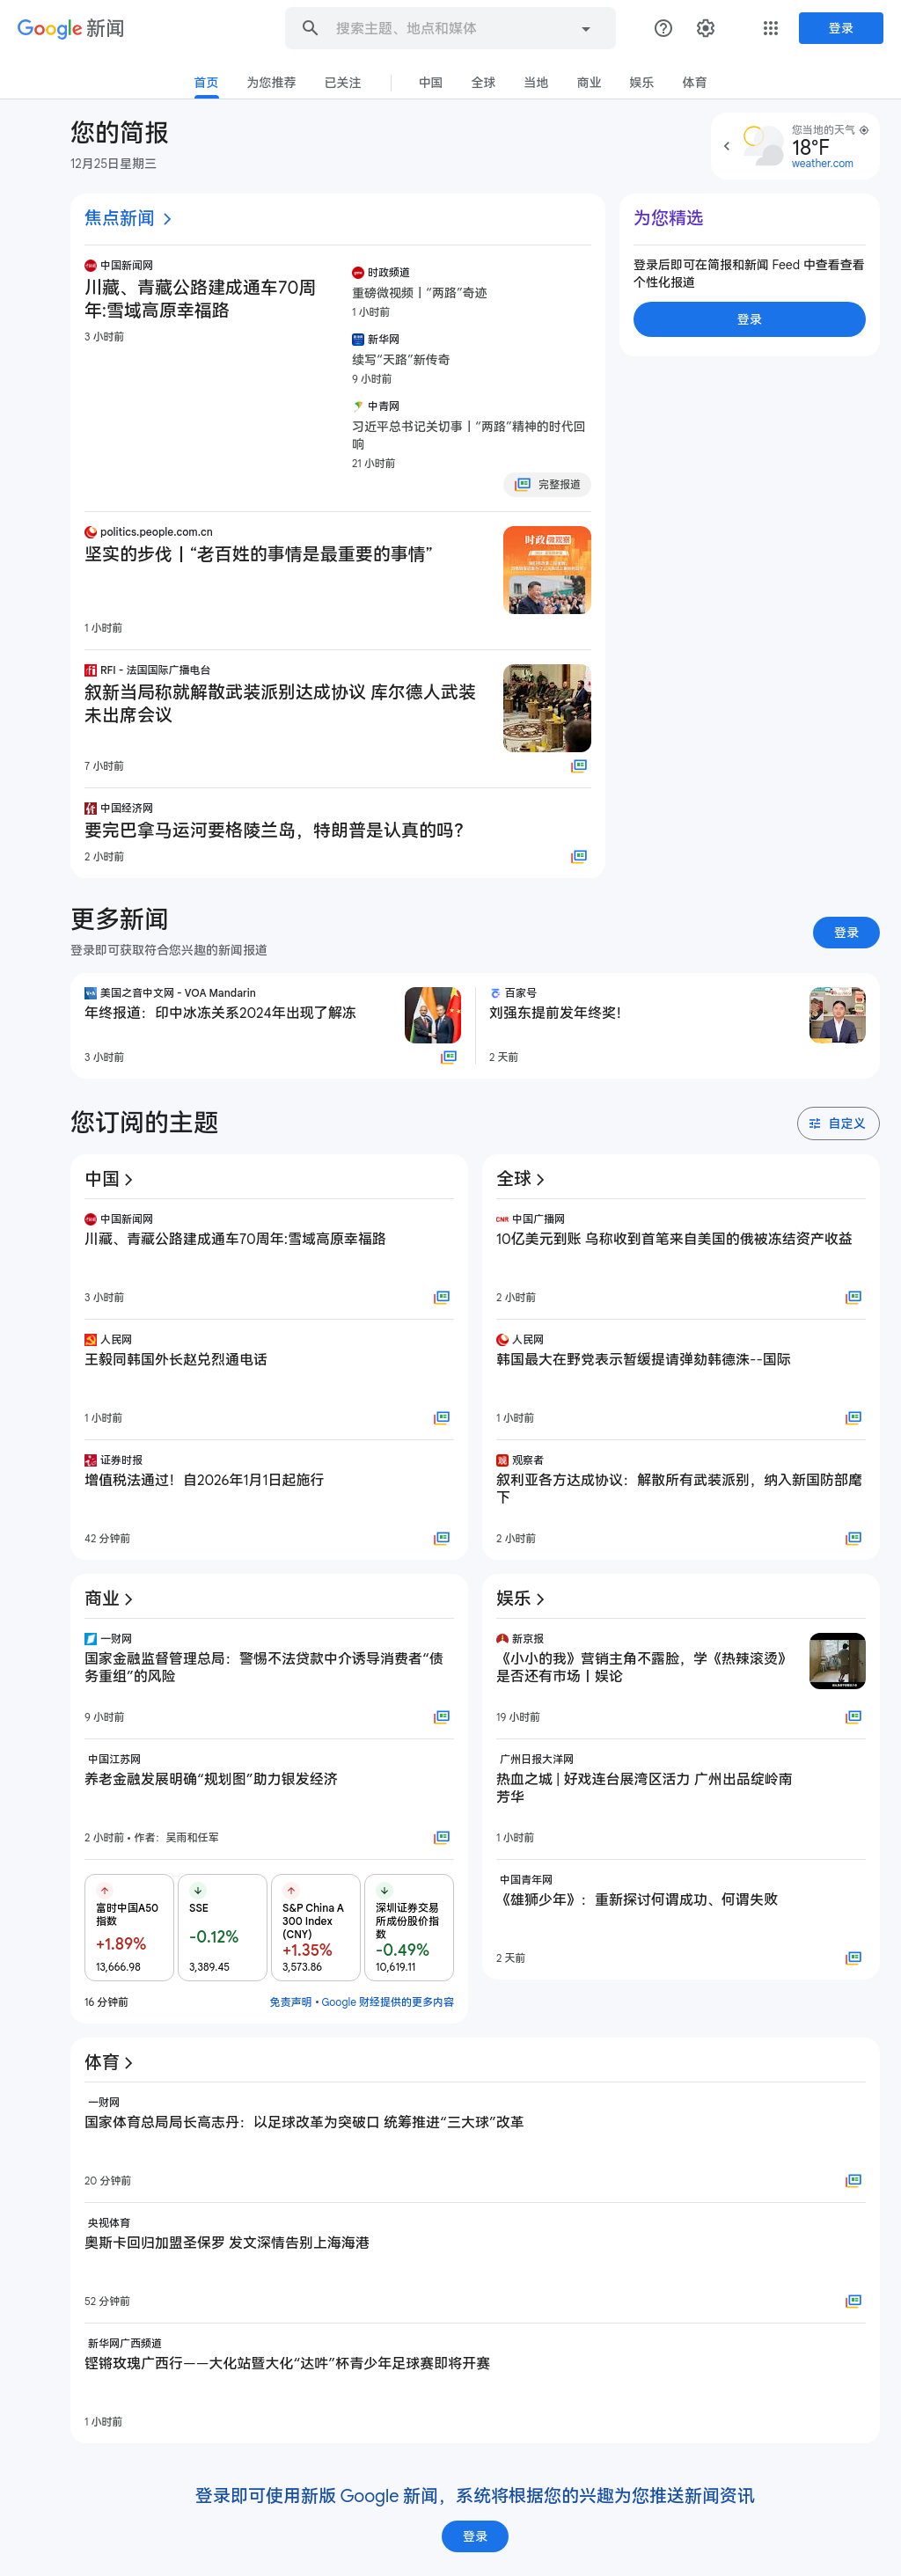 Google 新闻
搜索主题、地点和媒体
登录
首页
为您推荐
已关注
中国
全球
当地
商业
娱乐
体育
您的简报
12月25日星期三
您当地的天气
18°F
weather.com
焦点新闻
中国新闻网
川藏、青藏公路建成通车70周
年:雪域高原幸福路
3 小时前
时政频道
重磅微视频丨“两路”奇迹
1 小时前
新华网
续写“天路”新传奇
9 小时前
中青网
习近平总书记关切事丨“两路”精神的时代回
响
21 小时前
完整报道
politics.people.com.cn
坚实的步伐丨“老百姓的事情是最重要的事情”
1 小时前
时政微观察
RFI - 法国国际广播电台
叙新当局称就解散武装派别达成协议 库尔德人武装
未出席会议
7 小时前
中国经济网
要完巴拿马运河要格陵兰岛，特朗普是认真的吗？
2 小时前
为您精选
登录后即可在简报和新闻 Feed 中查看查看
个性化报道
登录
更多新闻
登录即可获取符合您兴趣的新闻报道
登录
美国之音中文网 - VOA Mandarin
年终报道：印中冰冻关系2024年出现了解冻
3 小时前
百家号
刘强东提前发年终奖！
2 天前
您订阅的主题
自定义
中国
中国新闻网
川藏、青藏公路建成通车70周年:雪域高原幸福路
3 小时前
人民网
王毅同韩国外长赵兑烈通电话
1 小时前
证券时报
增值税法通过！自2026年1月1日起施行
42 分钟前
全球
CNR 中国广播网
10亿美元到账 乌称收到首笔来自美国的俄被冻结资产收益
2 小时前
人民网
韩国最大在野党表示暂缓提请弹劾韩德洙--国际
1 小时前
观察者
叙利亚各方达成协议：解散所有武装派别，纳入新国防部麾
下
2 小时前
商业
一财网
国家金融监督管理总局：警惕不法贷款中介诱导消费者“债
务重组”的风险
9 小时前
中国江苏网
养老金融发展明确“规划图”助力银发经济
2 小时前 • 作者：吴雨和任军
富时中国A50
指数
+1.89%
13,666.98
SSE
-0.12%
3,389.45
S&P China A
300 Index
(CNY)
+1.35%
3,573.86
深圳证券交易
所成份股价指
数
-0.49%
10,619.11
16 分钟前
免责声明 • Google 财经提供的更多内容
娱乐
新京报
《小小的我》营销主角不露脸，学《热辣滚烫》
是否还有市场丨娱论
19 小时前
广州日报大洋网
热血之城 | 好戏连台展湾区活力 广州出品绽岭南
芳华
1 小时前
中国青年网
《雄狮少年》：重新探讨何谓成功、何谓失败
2 天前
体育
一财网
国家体育总局局长高志丹：以足球改革为突破口 统筹推进“三大球”改革
20 分钟前
央视体育
奥斯卡回归加盟圣保罗 发文深情告别上海海港
52 分钟前
新华网广西频道
铿锵玫瑰广西行——大化站暨大化“达吽”杯青少年足球赛即将开赛
1 小时前
登录即可使用新版 Google 新闻，系统将根据您的兴趣为您推送新闻资讯
登录